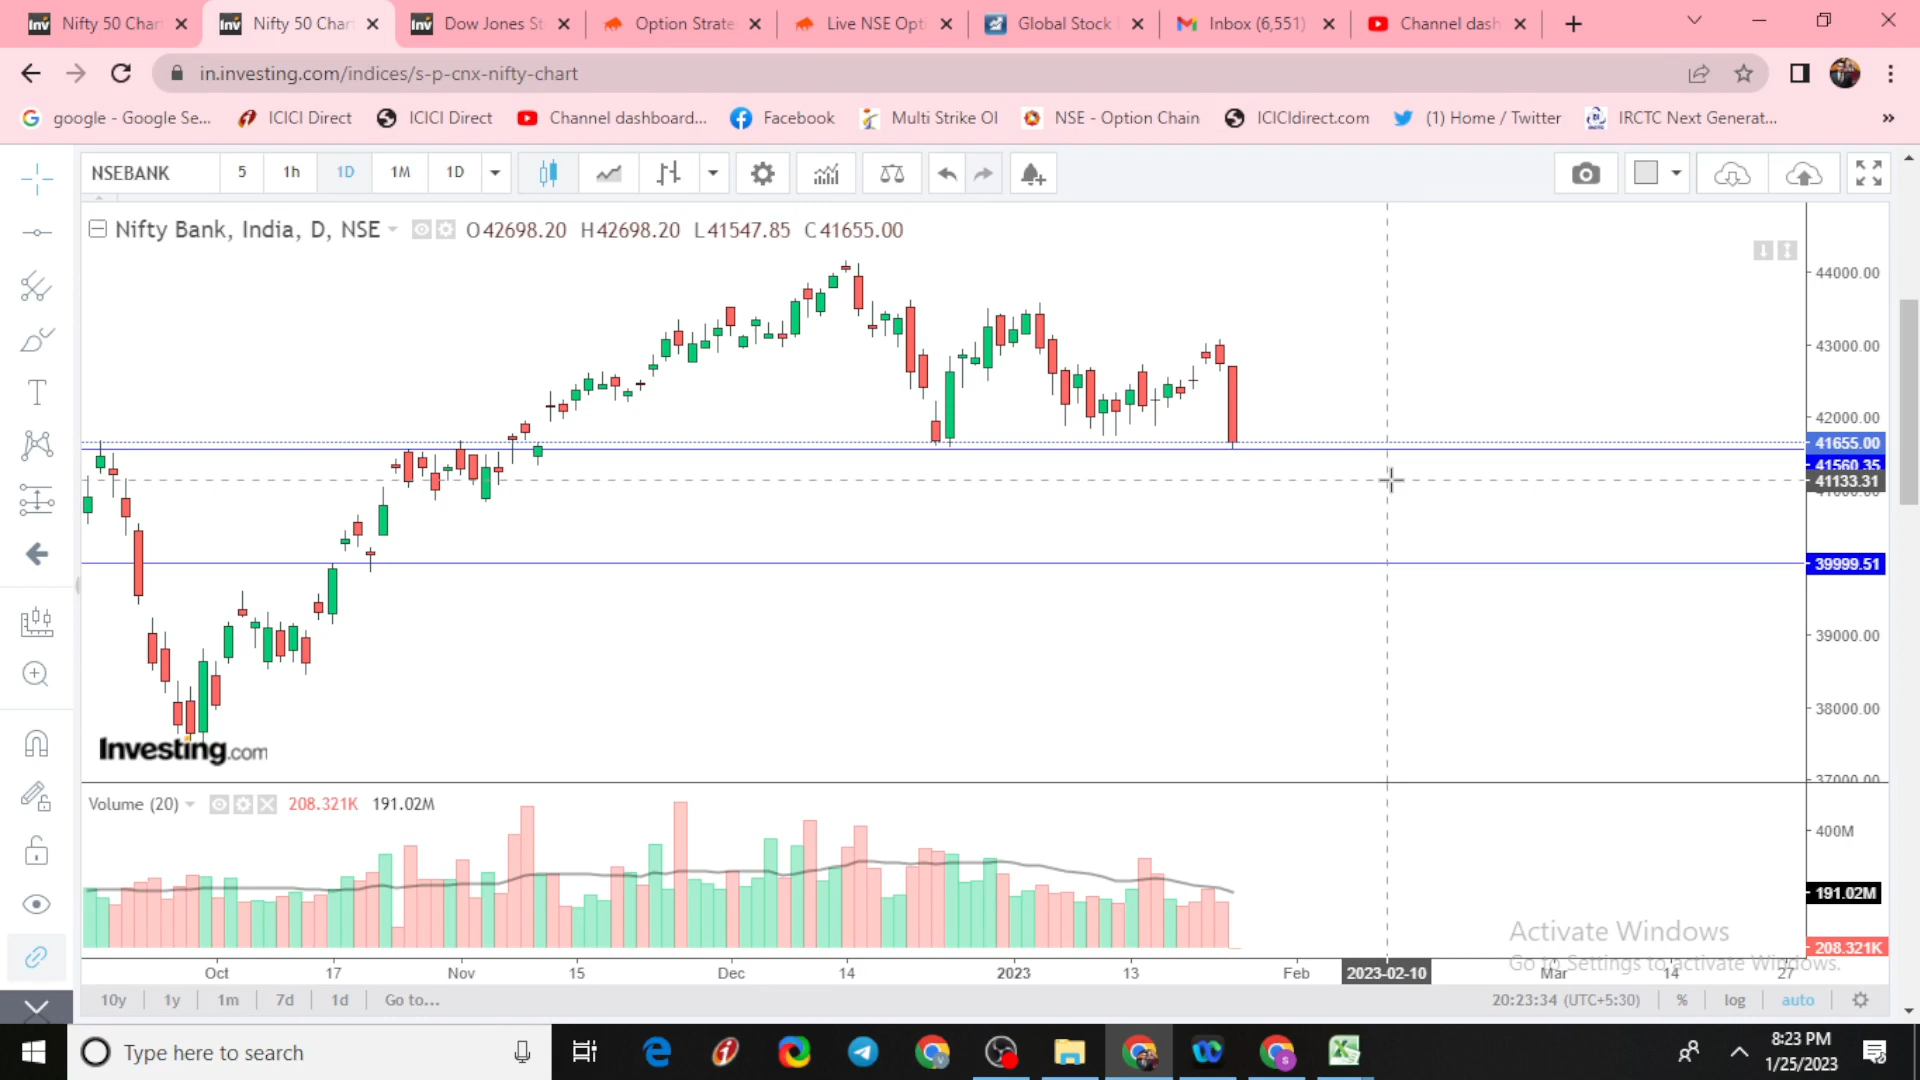 Nifty 50 Char
Nifty 50 Char
Dow Jones St
Option Strate
Live NSE Opti
Global Stock
Inbox (6,551)
Channel dash
in.investing.com/indices/s-p-cnx-nifty-chart
google - Google Se...
ICICI Direct
ICICI Direct
Channel dashboard...
Facebook
Multi Strike OI
NSE - Option Chain
ICICIdirect.com
(1) Home / Twitter
IRCTC Next Generat...
NSEBANK 5 1h 1D 1M 1D
Nifty Bank, India, D, NSE O42698.20 H42698.20 L41547.85 C41655.00
44000.00
43000.00
42000.00
41655.00
41560.35
41133.31
39999.51
39000.00
38000.00
37000.00
Investing.com
Volume (20) 208.321K 191.02M
400M
191.02M
208.321K
Activate Windows
Go to Settings to activate Windows.
Oct 17 Nov 15 Dec 14 2023 13 Feb 2023-02-10 Mar 14 27
10y 1y 1m 7d 1d Go to... 20:23:34 (UTC+5:30) % log auto
Type here to search
8:23 PM
1/25/2023